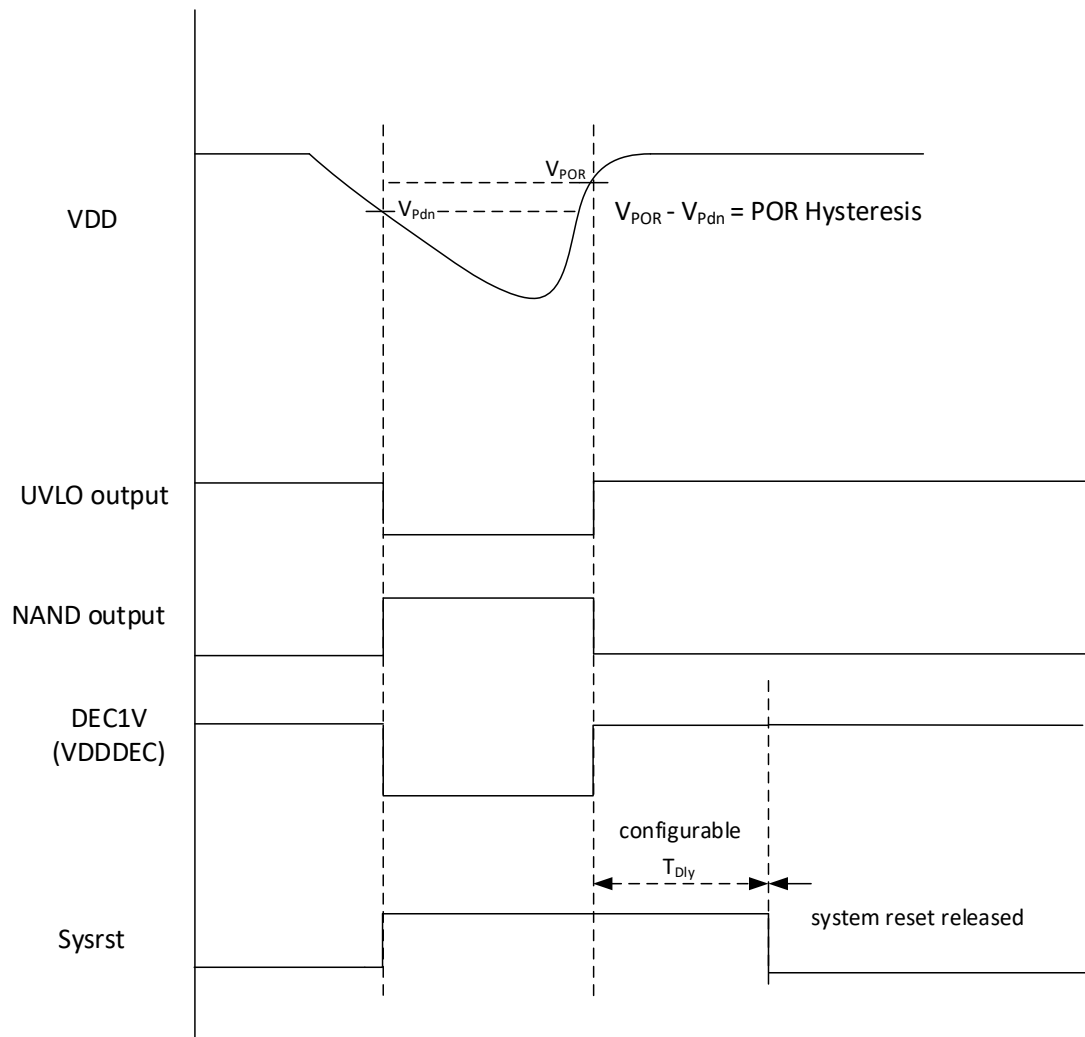 V_POR
V_Pdn
VDD
V_POR - V_Pdn = POR Hysteresis
UVLO output
NAND output
DEC1V
(VDDDEC)
configurable
T_Dly
system reset released
Sysrst